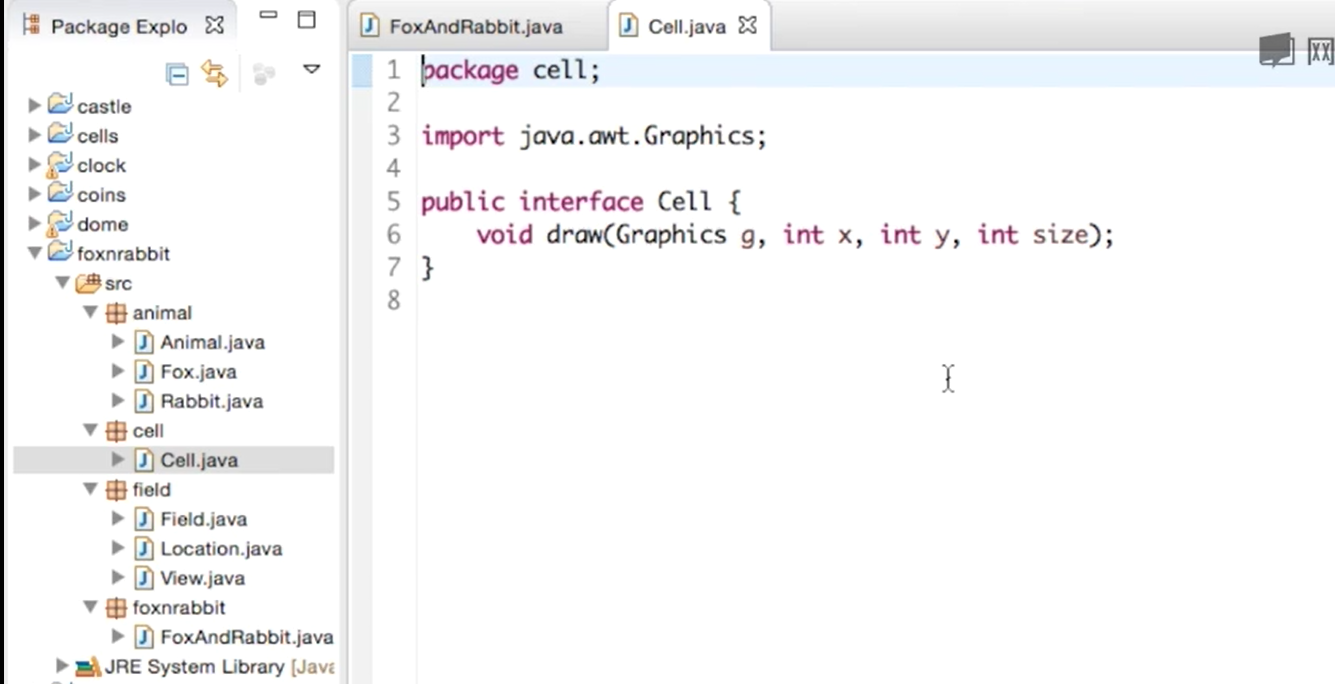 Package Explo
castle
cells
clock
coins
dome
foxnrabbit
src
animal
Animal.java
Fox.java
Rabbit.java
cell
Cell.java
field
Field.java
Location.java
View.java
foxnrabbit
FoxAndRabbit.java
JRE System Library [Java
FoxAndRabbit.java
Cell.java
1 package cell;
2
3 import java.awt.Graphics;
4
5 public interface Cell {
6 void draw(Graphics g, int x, int y, int size);
7 }
8